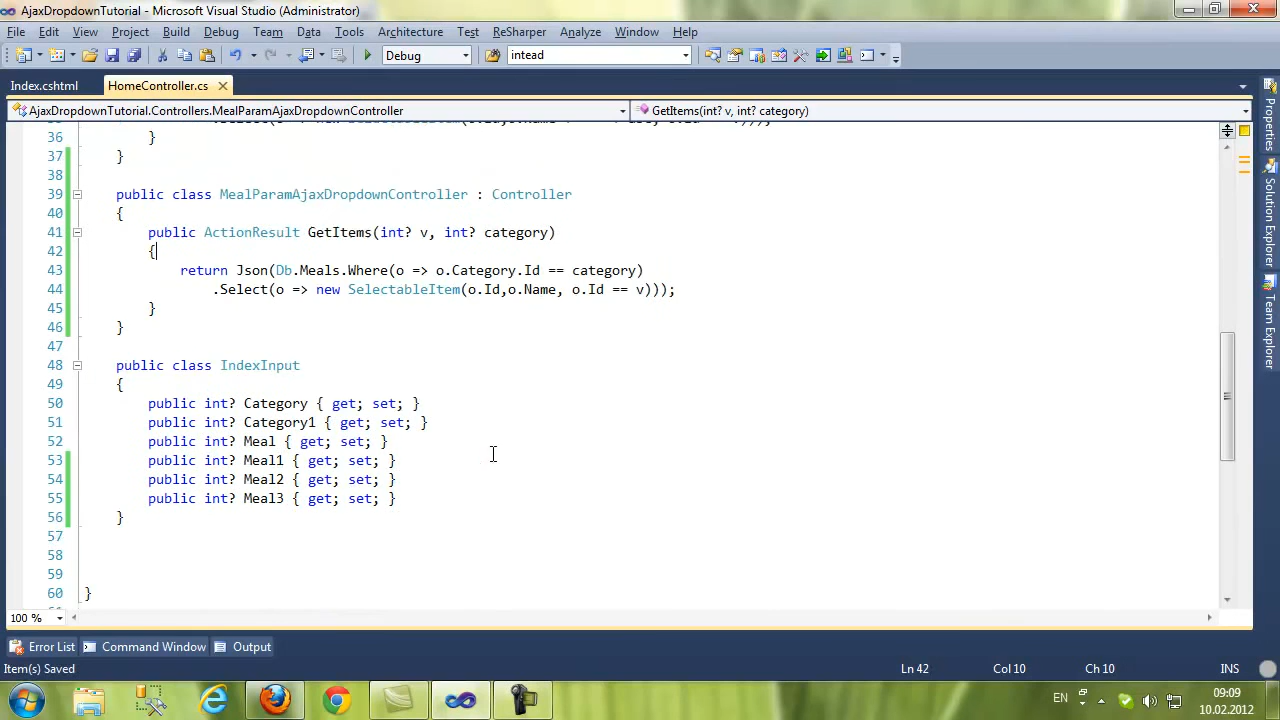 AjaxDropdownTutorial - Microsoft Visual Studio (Administrator)
File Edit View Project Build Debug Team Data Tools Architecture Test ReSharper Analyze Window Help
Debug intead
Index.cshtml HomeController.cs
AjaxDropdownTutorial.Controllers.MealParamAjaxDropdownController GetItems(int? v, int? category)
36 }
37 }
38
39 public class MealParamAjaxDropdownController : Controller
40 {
41 public ActionResult GetItems(int? v, int? category)
42 {
43 return Json(Db.Meals.Where(o => o.Category.Id == category)
44 .Select(o => new SelectableItem(o.Id,o.Name, o.Id == v)));
45 }
46 }
47
48 public class IndexInput
49 {
50 public int? Category { get; set; }
51 public int? Category1 { get; set; }
52 public int? Meal { get; set; }
53 public int? Meal1 { get; set; }
54 public int? Meal2 { get; set; }
55 public int? Meal3 { get; set; }
56 }
57
58
59
60 }
100 %
Properties
Solution Explorer
Team Explorer
Error List Command Window Output
Item(s) Saved Ln 42 Col 10 Ch 10 INS
EN 09:09
10.02.2012